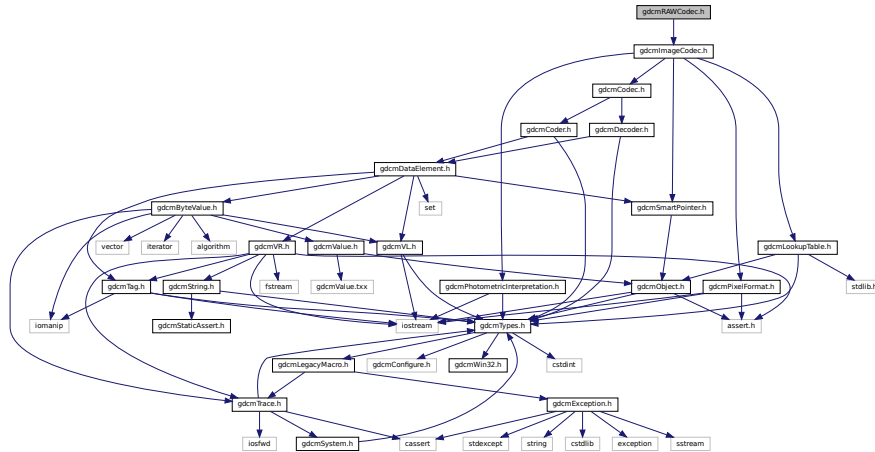 gdcmRAWCodec.h
gdcmImageCodec.h
gdcmCodec.h
gdcmCoder.h
gdcmDecoder.h
gdcmDataElement.h
gdcmByteValue.h
set
gdcmSmartPointer.h
vector
iterator
algorithm
gdcmVR.h
gdcmValue.h
gdcmVL.h
gdcmLookupTable.h
gdcmTag.h
gdcmString.h
fstream
gdcmValue.txx
gdcmPhotometricInterpretation.h
gdcmObject.h
gdcmPixelFormat.h
stdlib.h
iomanip
gdcmStaticAssert.h
iostream
gdcmTypes.h
assert.h
gdcmLegacyMacro.h
gdcmConfigure.h
gdcmWin32.h
cstdint
gdcmTrace.h
gdcmException.h
iosfwd
gdcmSystem.h
cassert
stdexcept
string
cstdlib
exception
sstream